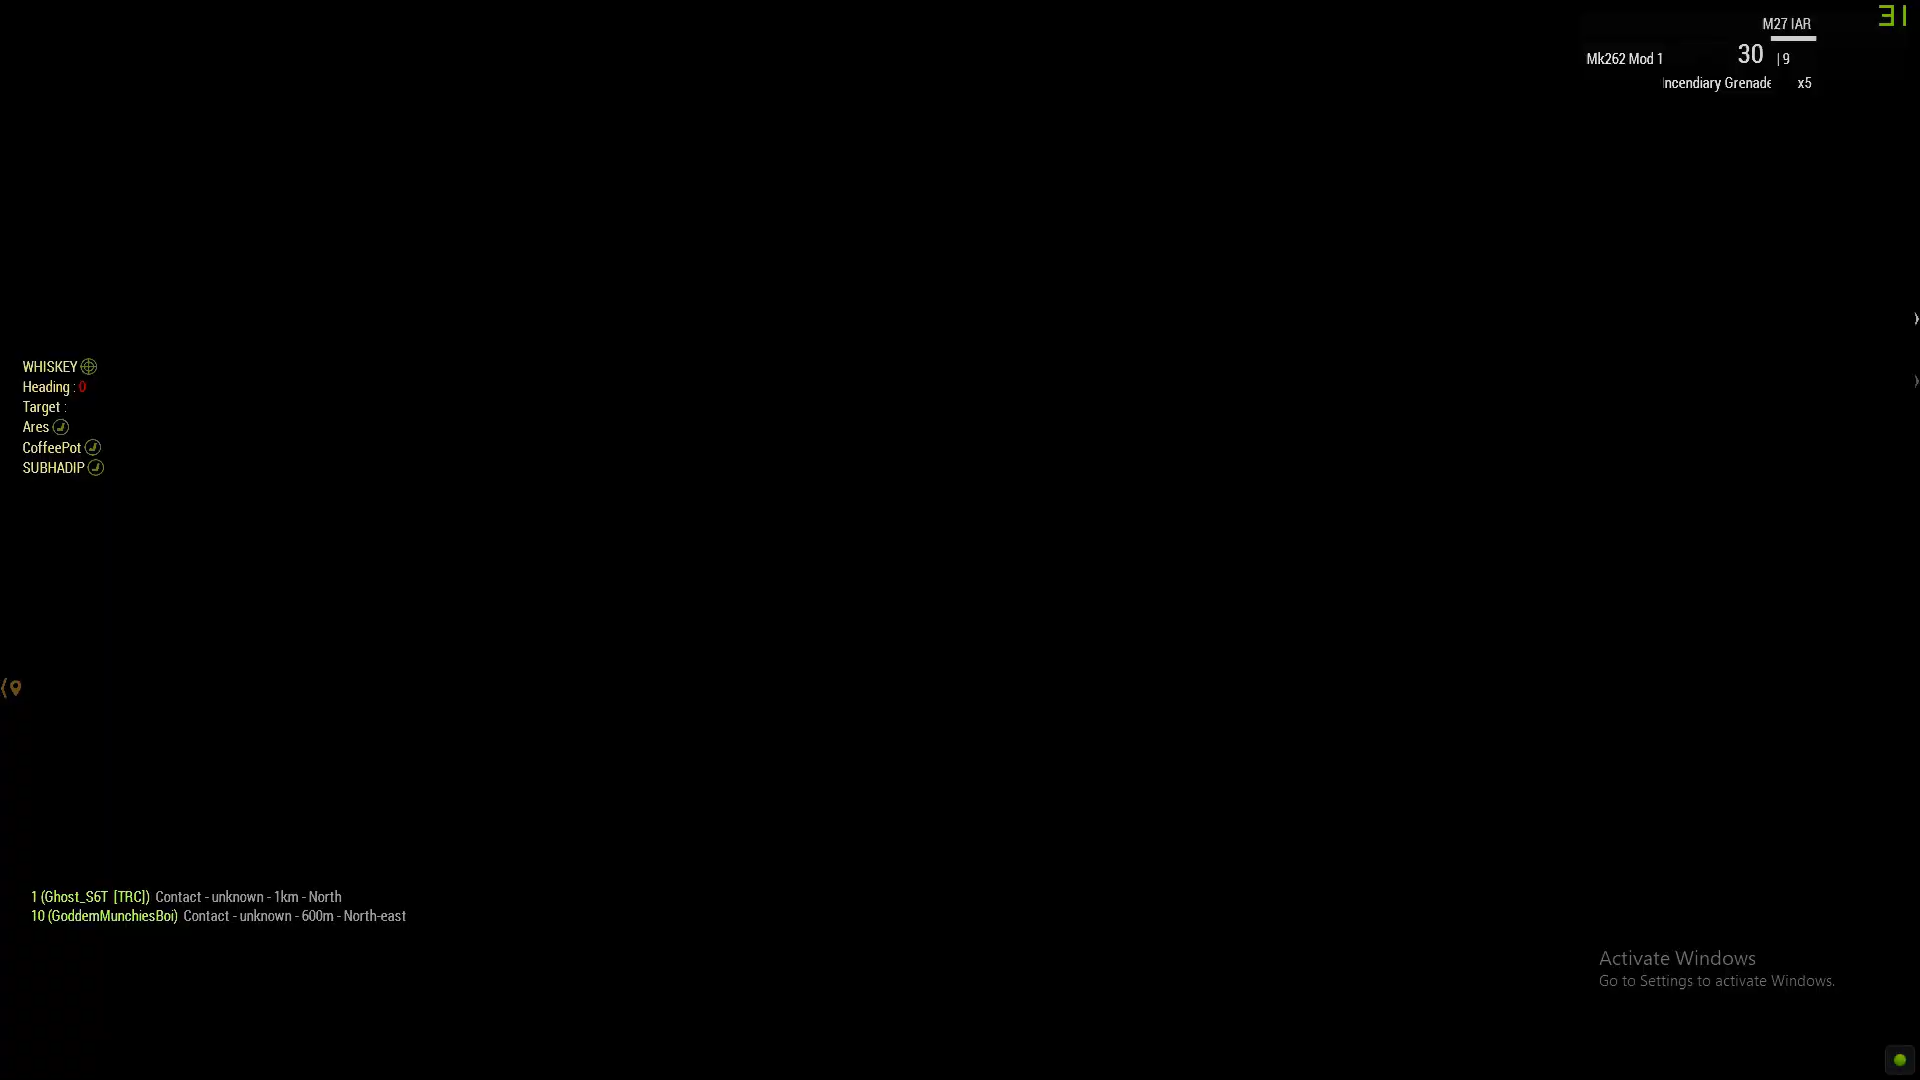 31
M27 IAR
Mk262 Mod 1 30 | 9
Incendiary Grenade x5
WHISKEY
Heading : 0
Target :
Ares
CoffeePot
SUBHADIP
1 (Ghost_S6T [TRC]) Contact - unknown - 1km - North
10 (GoddemMunchiesBoi) Contact - unknown - 600m - North-east
Activate Windows
Go to Settings to activate Windows.